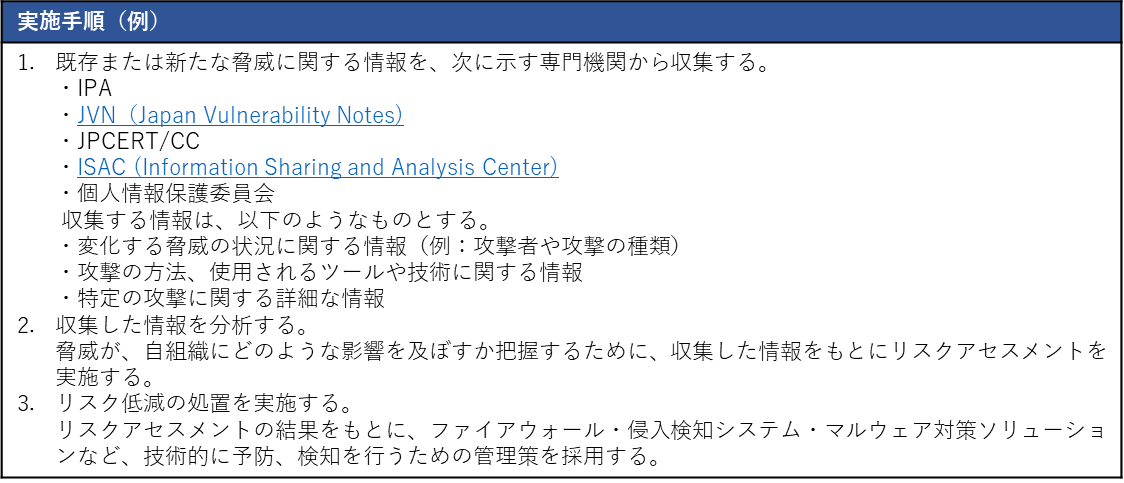 実施手順（例）
1. 既存または新たな脅威に関する情報を、次に示す専門機関から収集する。
・IPA
・JVN（Japan Vulnerability Notes）
・JPCERT/CC
・ISAC (Information Sharing and Analysis Center)
・個人情報保護委員会
収集する情報は、以下のようなものとする。
・変化する脅威の状況に関する情報（例：攻撃者や攻撃の種類）
・攻撃の方法、使用されるツールや技術に関する情報
・特定の攻撃に関する詳細な情報
2. 収集した情報を分析する。
脅威が、自組織にどのような影響を及ぼすか把握するために、収集した情報をもとにリスクアセスメントを
実施する。
3. リスク低減の処置を実施する。
リスクアセスメントの結果をもとに、ファイアウォール・侵入検知システム・マルウェア対策ソリューショ
ンなど、技術的に予防、検知を行うための管理策を採用する。